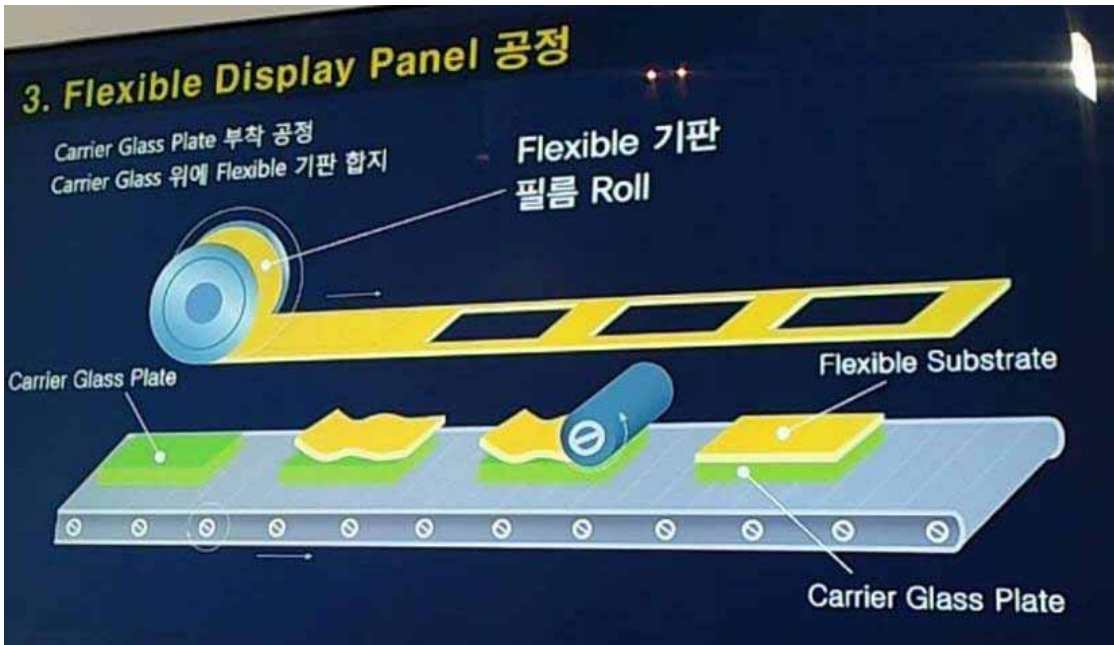 3. Flexible Display Panel 공정
Carrier Glass Plate 부착 공정
Carrier Glass 위에 Flexible 기판 합지
Flexible 기판
필름 Roll
Carrier Glass Plate
Flexible Substrate
Carrier Glass Plate